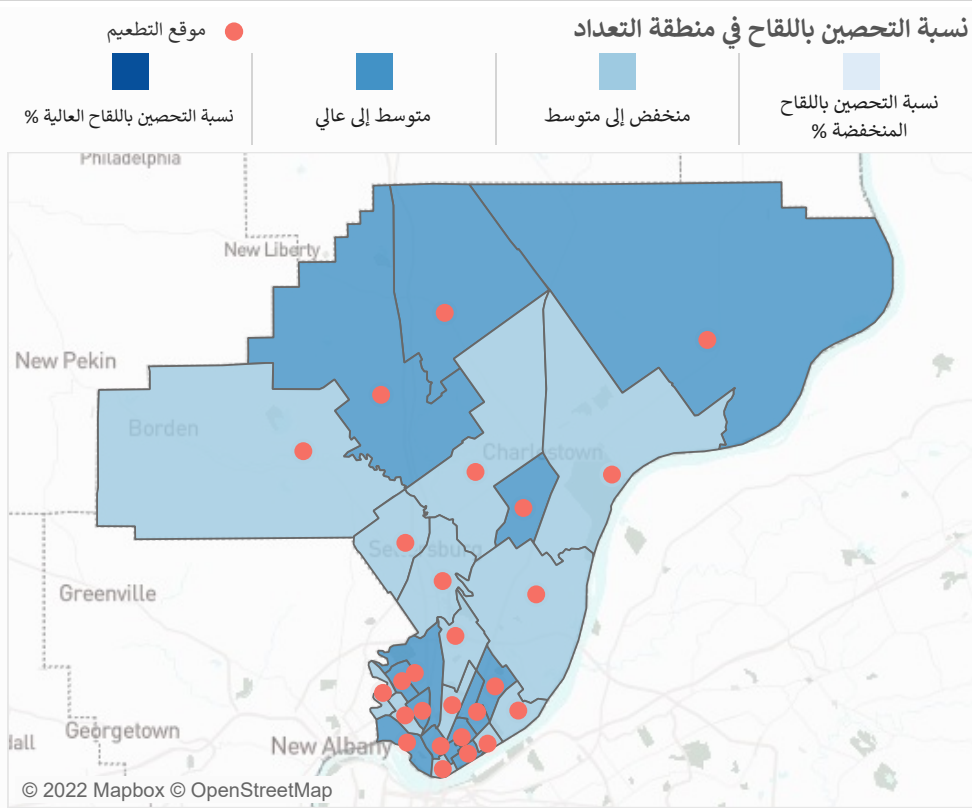 نسبة التحصين باللقاح في منطقة التعداد
موقع التطعيم
نسبة التحصين باللقاح
المنخفضة %
منخفض إلى متوسط
متوسط إلى عالي
نسبة التحصين باللقاح العالية %
Philadelphia
New Liberty
New Pekin
Borden
Charlestown
Sellersburg
Greenville
Georgetown
New Albany
© 2022 Mapbox © OpenStreetMap